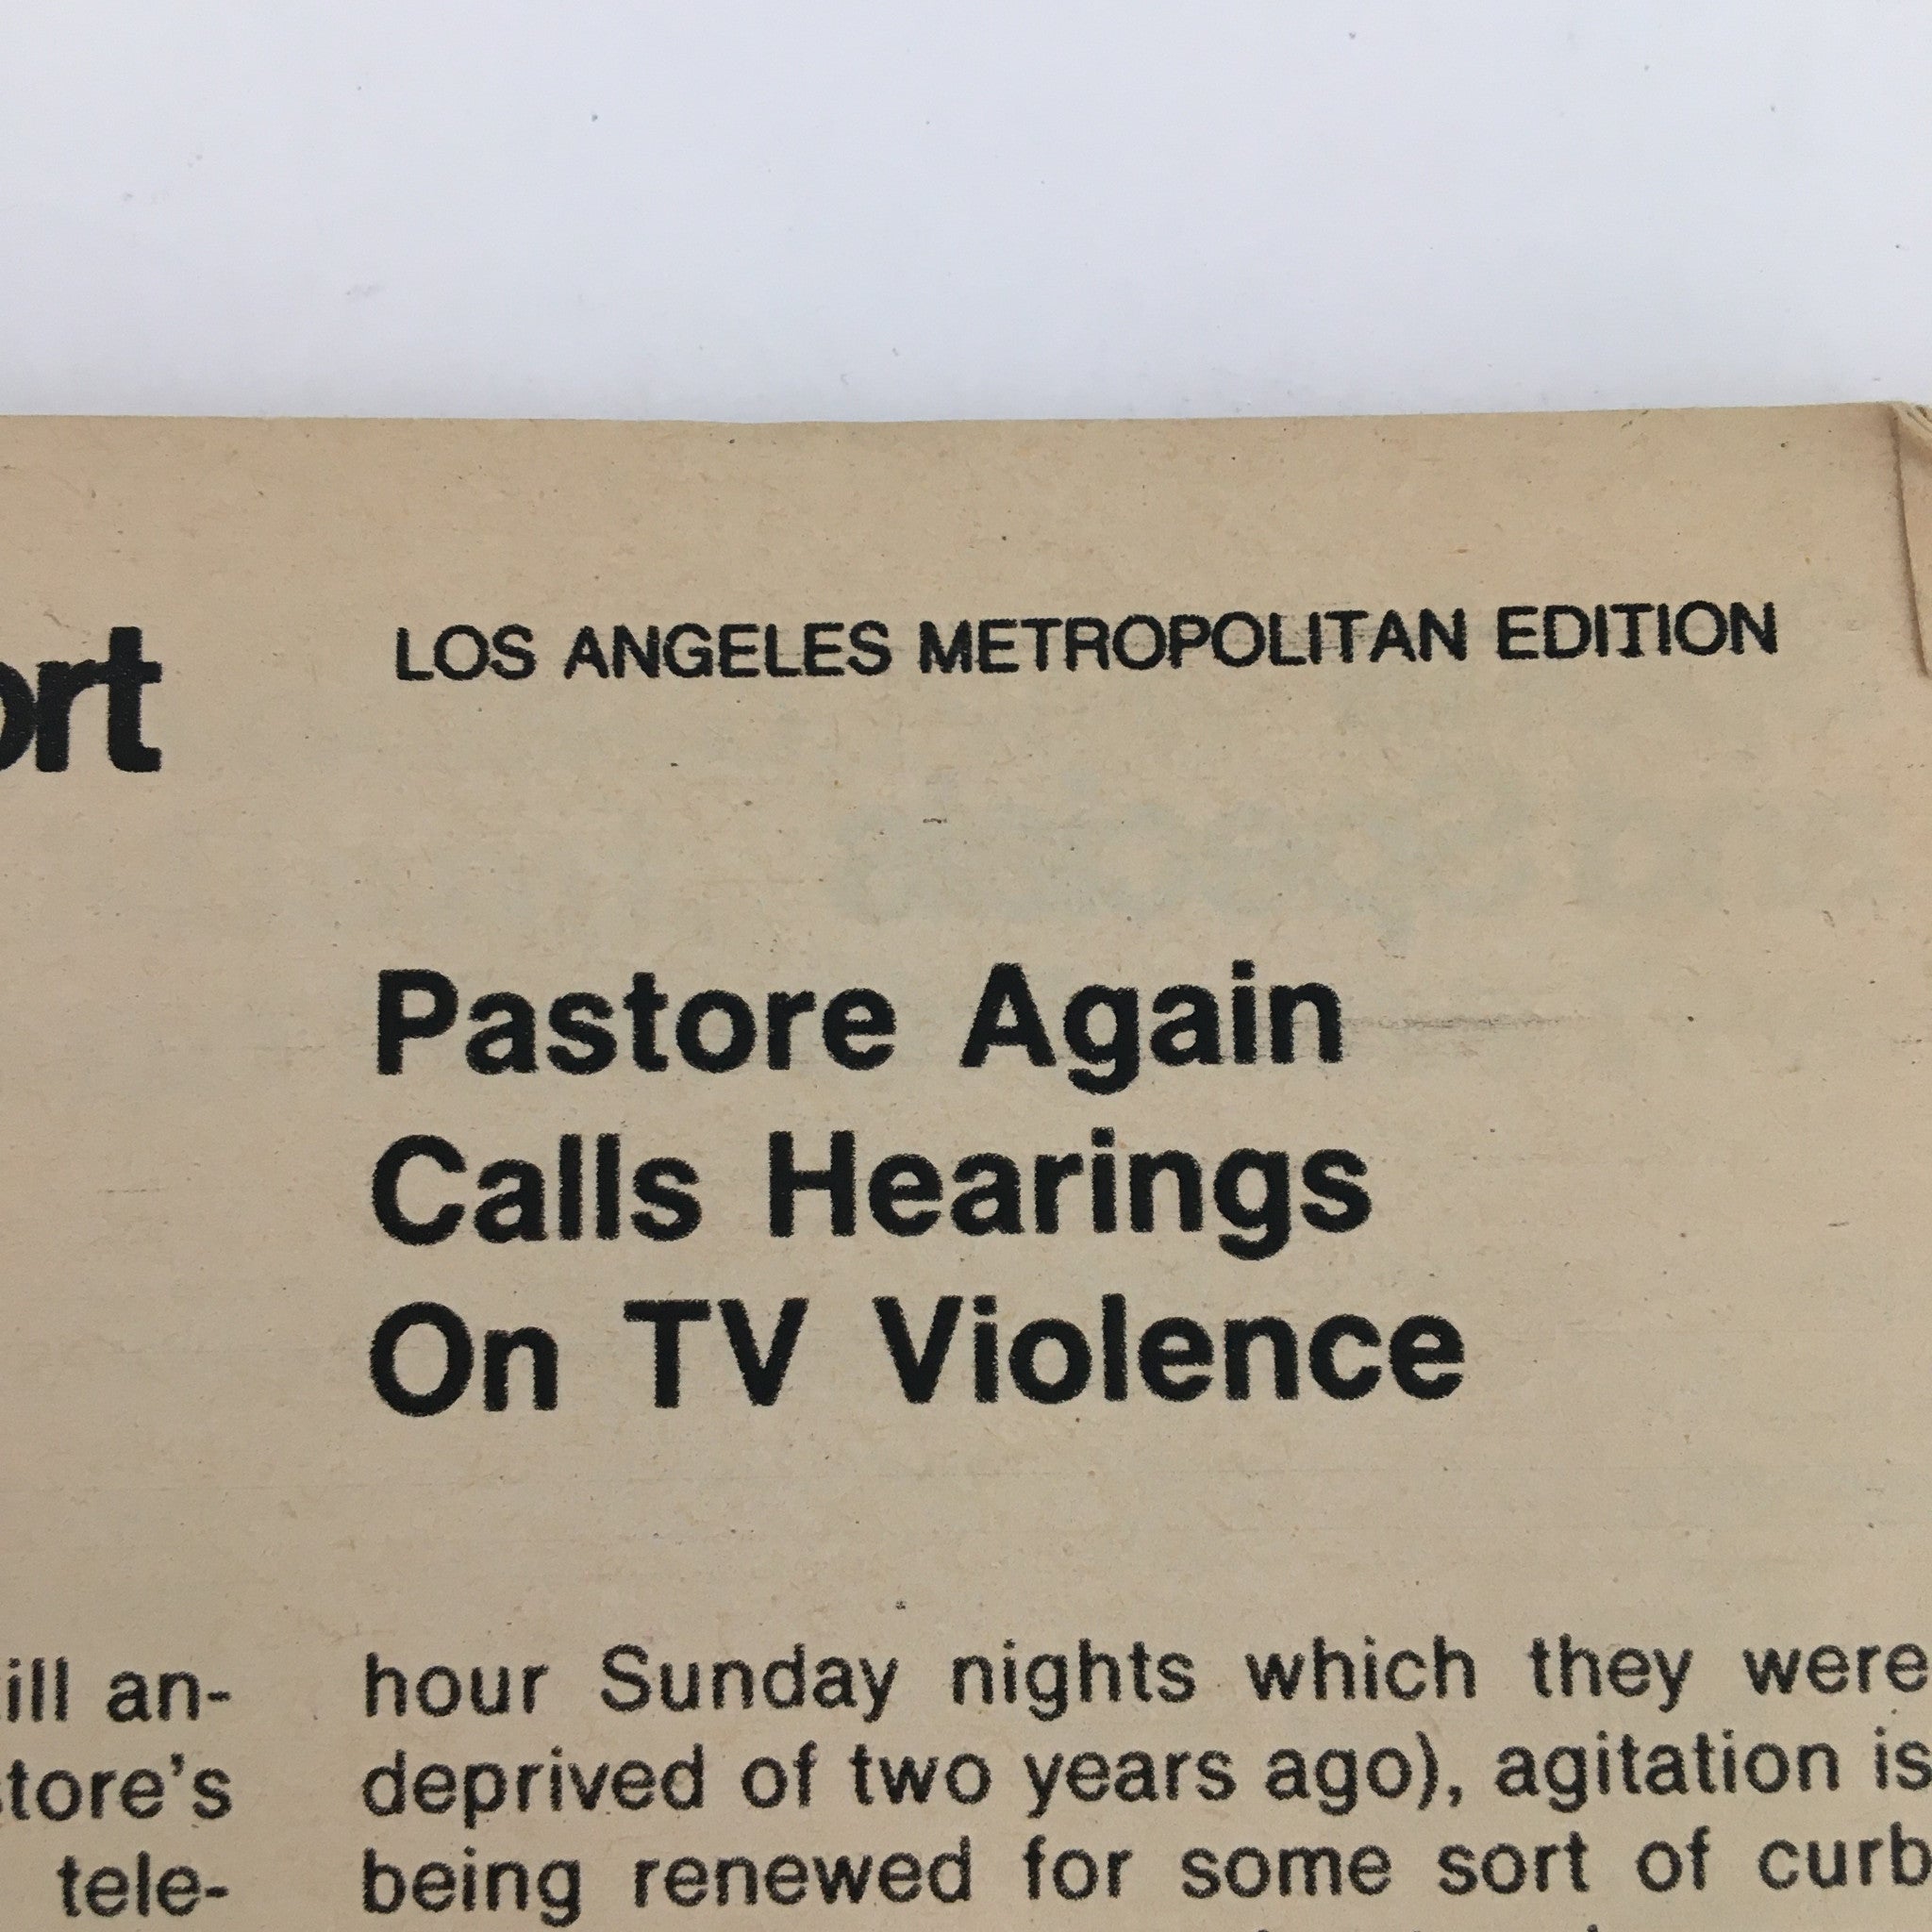 ort
LOS ANGELES METROPOLITAN EDITION
Pastore Again
Calls Hearings
On TV Violence
ill an-
tore's
tele-
hour Sunday nights which they were
deprived of two years ago), agitation is
being renewed for some sort of curb